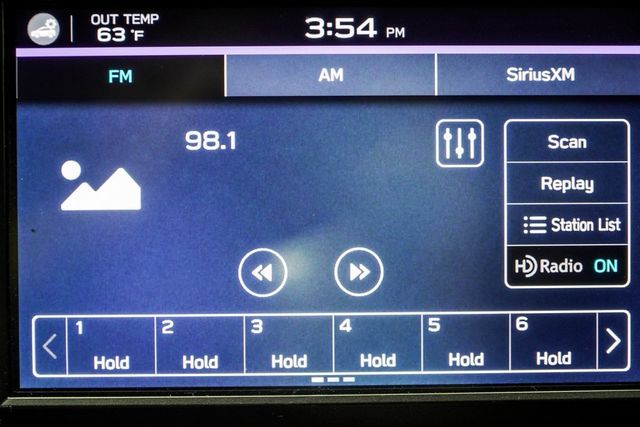 OUT TEMP
63 °F
3:54 PM
FM
AM
SiriusXM
98.1
Scan
Replay
Station List
HD Radio ON
1
2
3
4
5
6
Hold
Hold
Hold
Hold
Hold
Hold